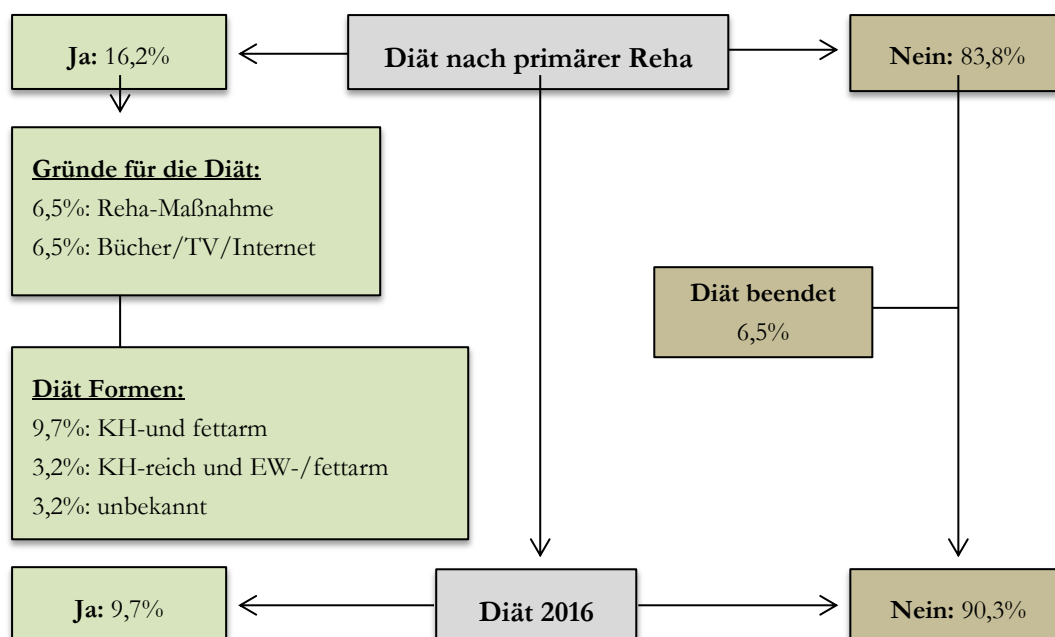 Ja: 16,2%
Diät nach primärer Reha
Nein: 83,8%
Gründe für die Diät:
6,5%: Reha-Maßnahme
6,5%: Bücher/TV/Internet
Diät beendet
6,5%
Diät Formen:
9,7%: KH-und fettarm
3,2%: KH-reich und EW-/fettarm
3,2%: unbekannt
Ja: 9,7%
Diät 2016
Nein: 90,3%